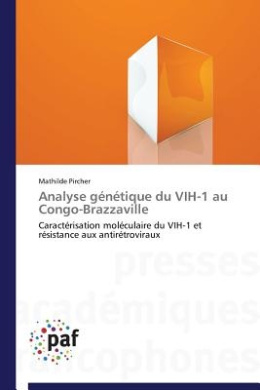 Mathilde Pircher
Analyse génétique du VIH-1 au
Congo-Brazzaville
Caractérisation moléculaire du VIH-1 et
résistance aux antirétroviraux
presses
académiques
francophones
paf